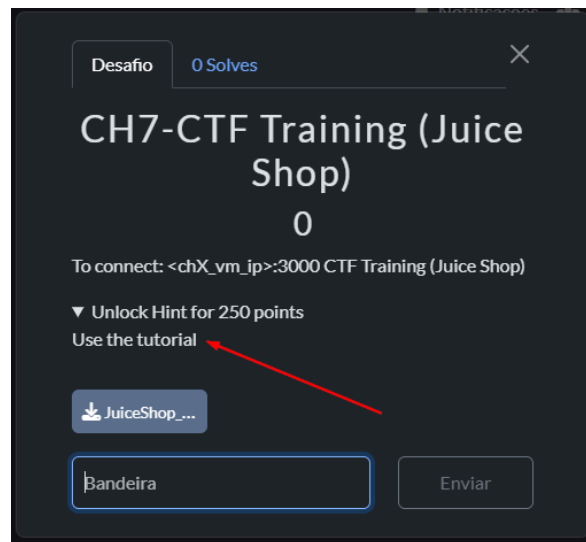 Desafio
0 Solves
CH7-CTF Training (Juice
Shop)
0
To connect: <chX_vm_ip>:3000 CTF Training (Juice Shop)
▼ Unlock Hint for 250 points
Use the tutorial
JuiceShop_...
Bandeira
Enviar